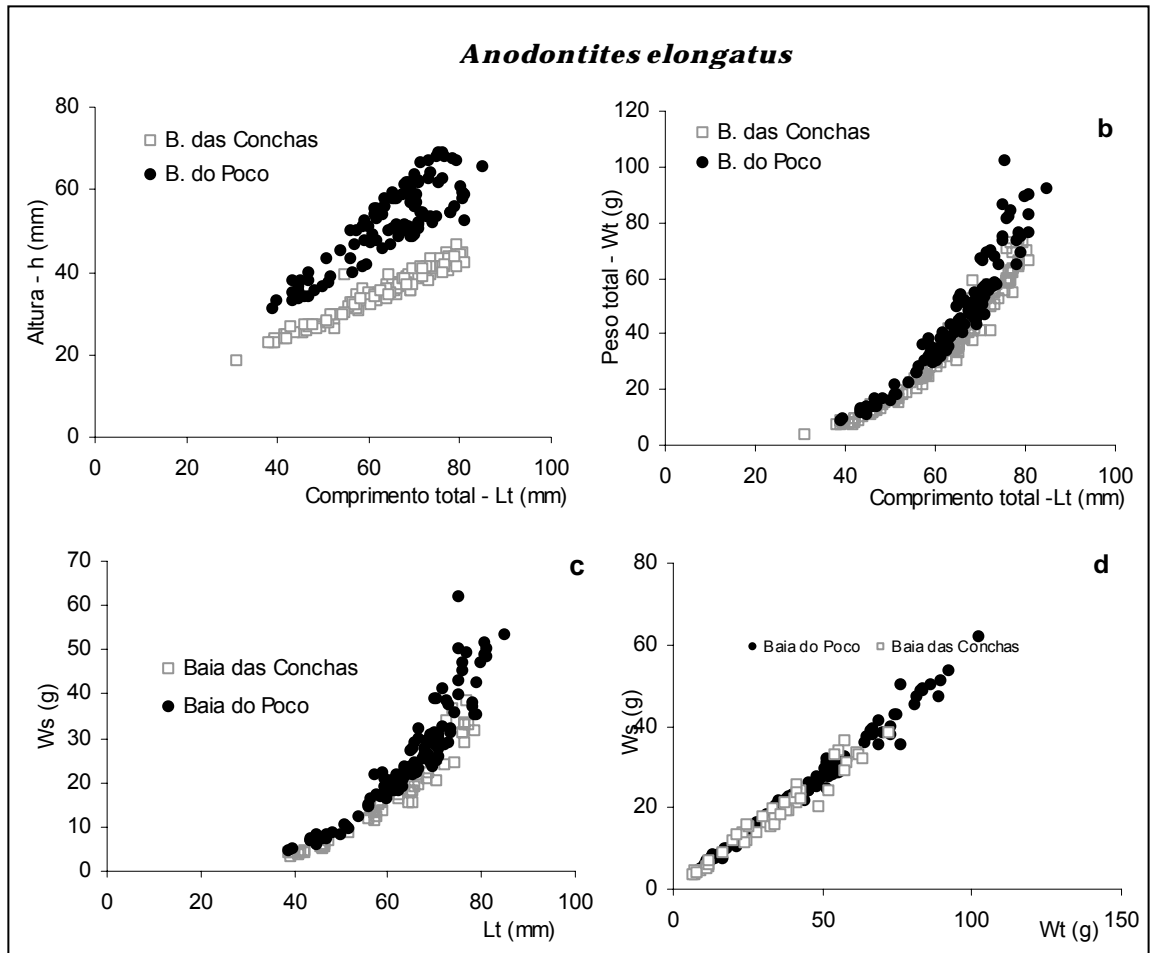 Anodontites elongatus
80
60
40
20
0
Altura - h (mm)
B. das Conchas
B. do Poco
0 20 40 60 80 100
Comprimento total - Lt (mm)
b
120
100
80
60
40
20
0
Peso total - Wt (g)
B. das Conchas
B. do Poco
0 20 40 60 80 100
Comprimento total -Lt (mm)
c
70
60
50
40
30
20
10
0
Ws (g)
Baia das Conchas
Baia do Poco
0 20 40 60 80 100
Lt (mm)
d
80
60
40
20
0
Ws (g)
Baia do Poco Baia das Conchas
0 50 100 150
Wt (g)